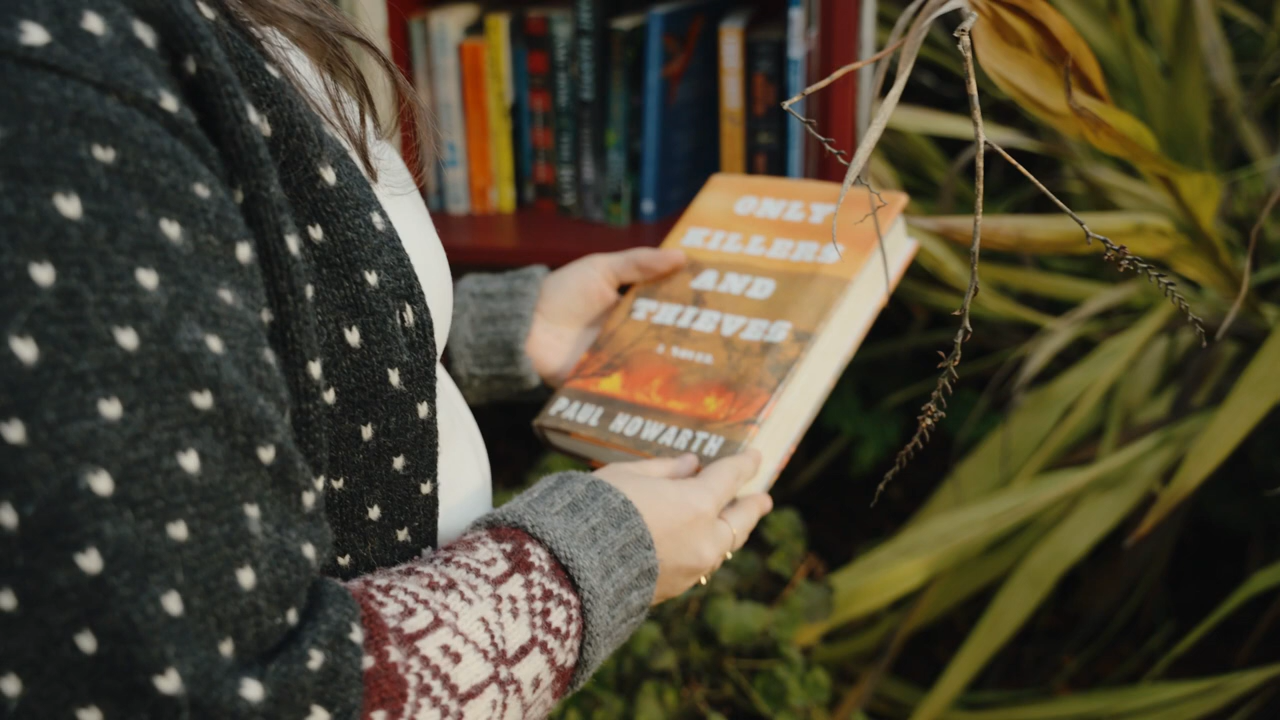 ONLY
KILLERS
AND
THIEVES
A NOVEL
PAUL HOWARTH